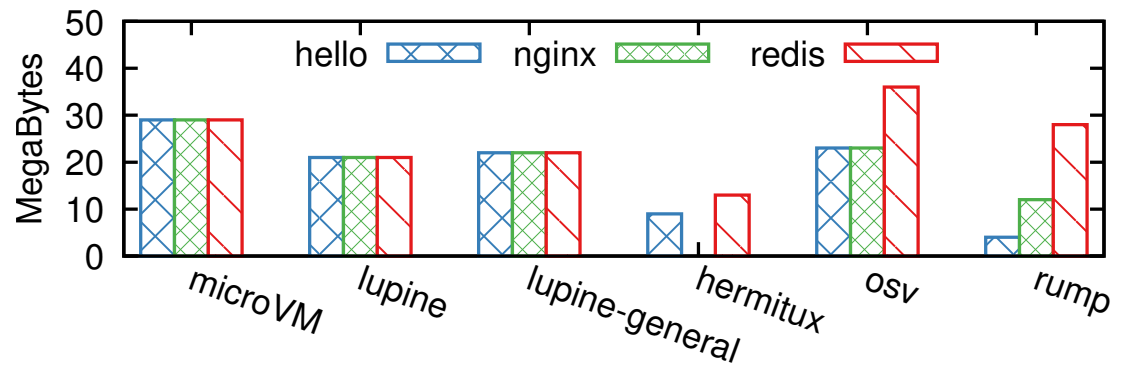 MegaBytes
50
40
30
20
10
0
hello nginx redis
microVM lupine lupine-general hermitux osv rump